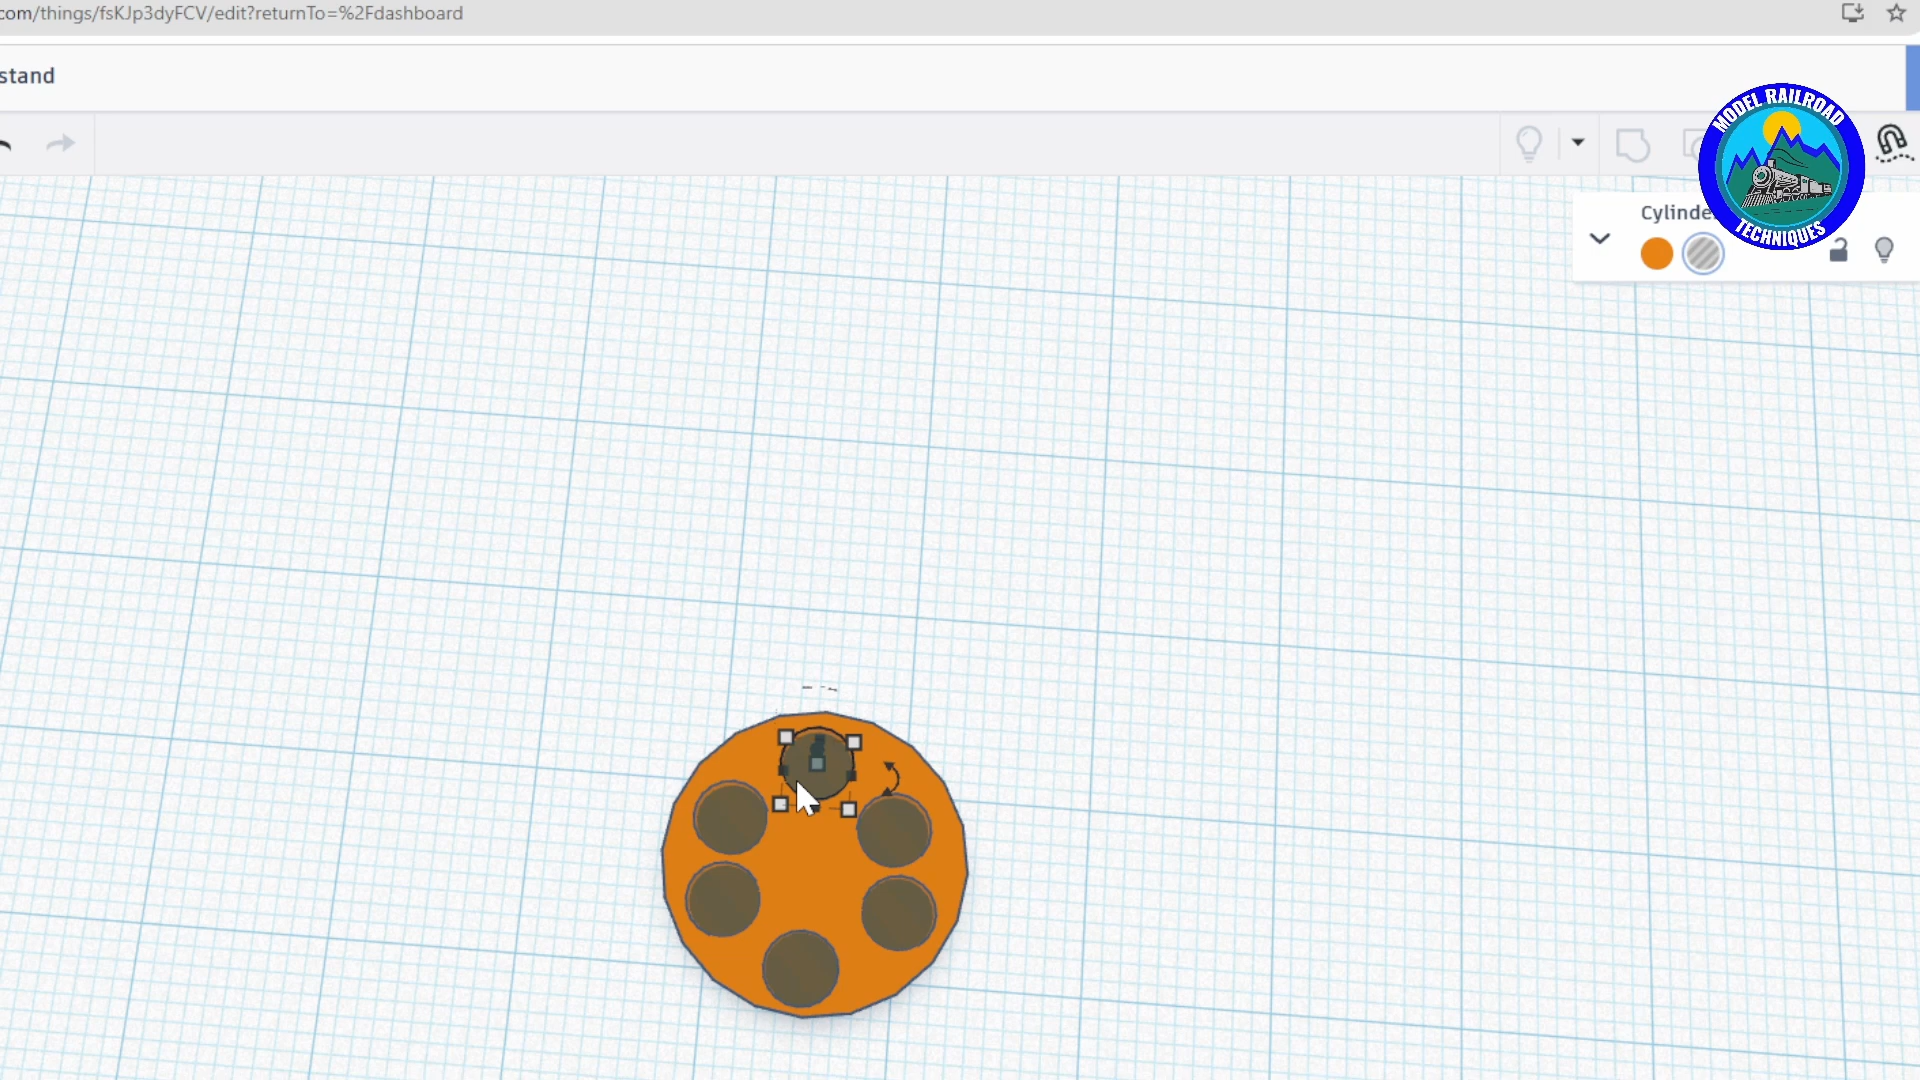 com/things/fsKJp3dyFCV/edit?returnTo=%2Fdashboard
stand
MODEL RAILROAD
TECHNIQUES
Cylinde